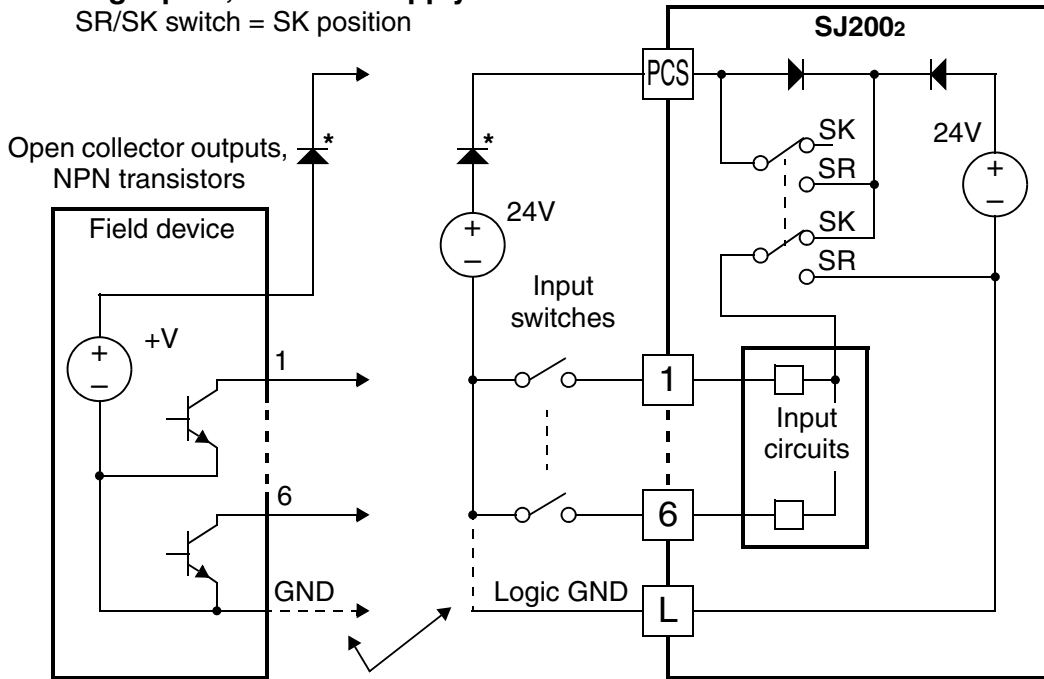 SR/SK switch = SK position
SJ2002
PCS
SK
24V
SR
+
–
Open collector outputs,
NPN transistors
*
*
24V
+
–
SK
SR
Field device
Input
switches
+V
+
–
1
1
Input
circuits
6
6
GND
Logic GND
L